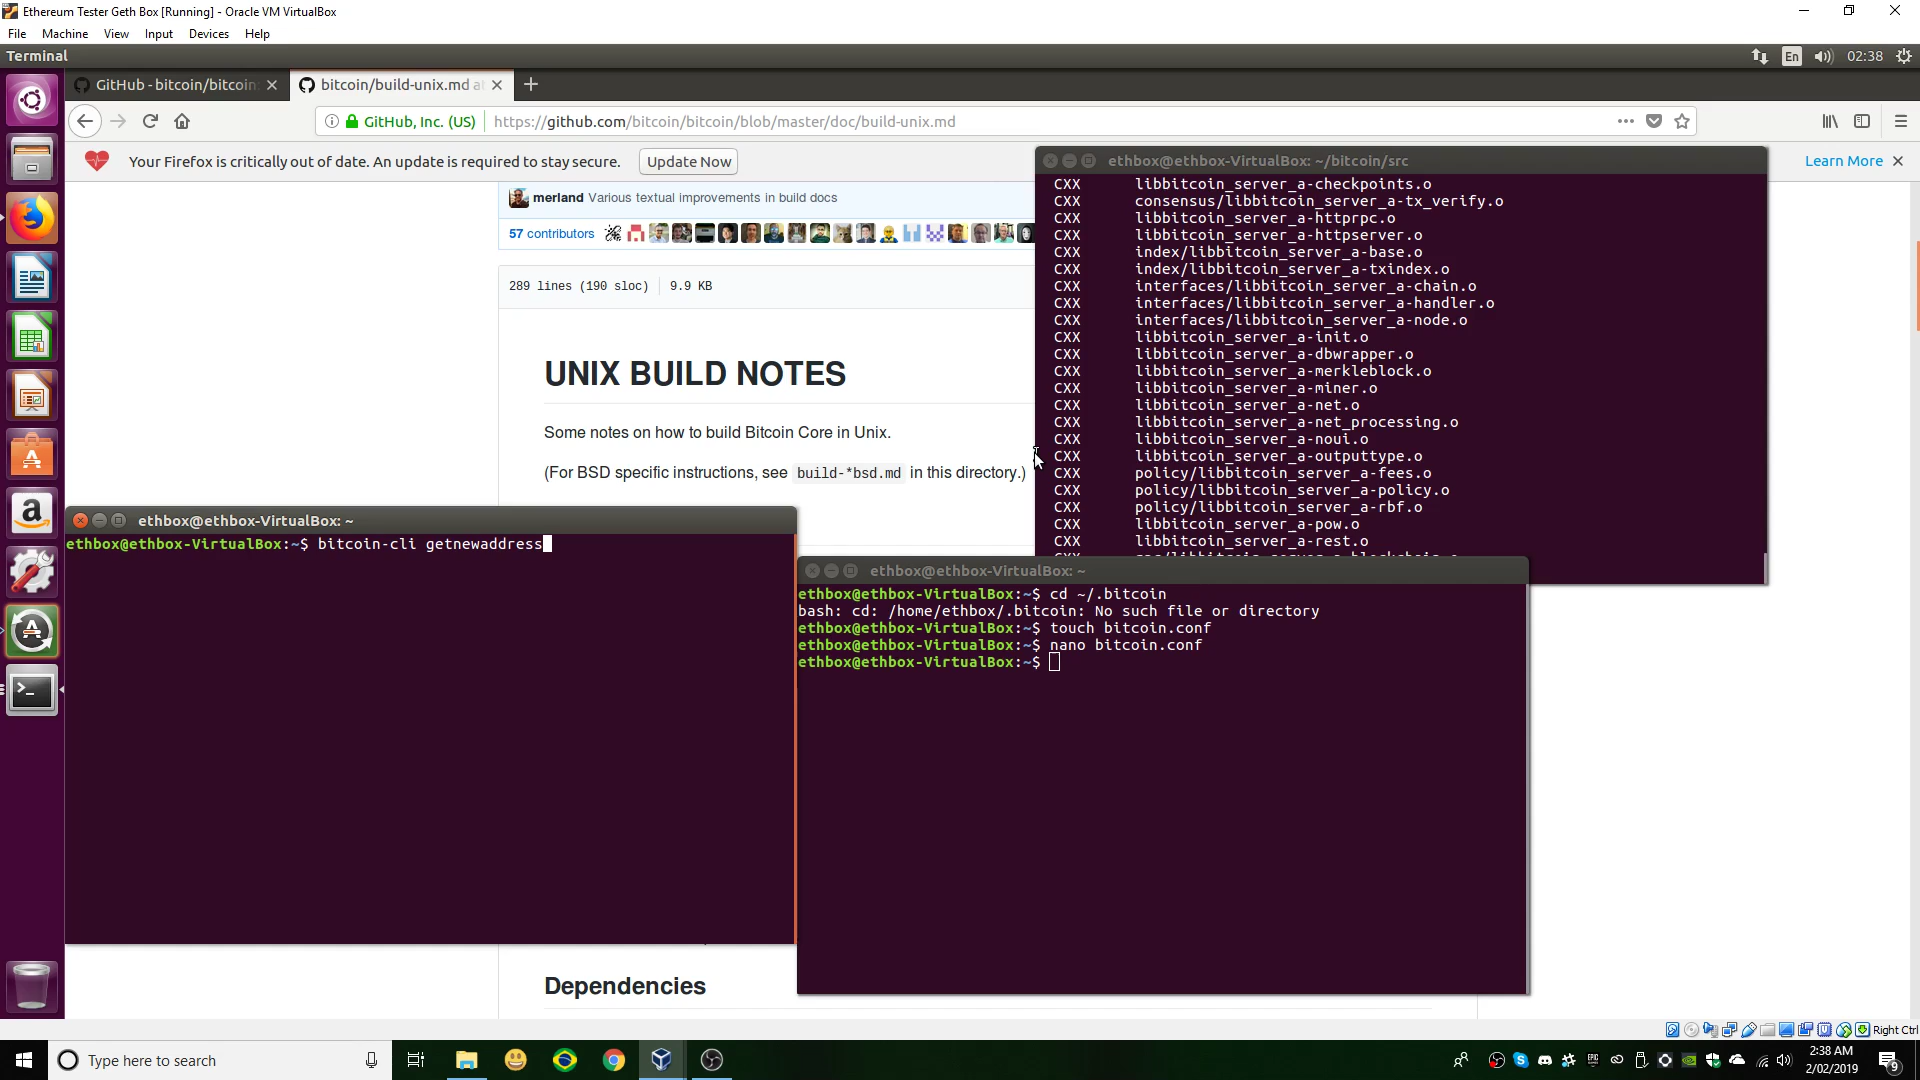 Ethereum Tester Geth Box [Running] - Oracle VM VirtualBox
File Machine View Input Devices Help
Terminal
En
02:38
GitHub - bitcoin/bitcoin:
bitcoin/build-unix.md at
GitHub, Inc. (US)
https://github.com/bitcoin/bitcoin/blob/master/doc/build-unix.md
Your Firefox is critically out of date. An update is required to stay secure.
Update Now
Learn More
merland Various textual improvements in build docs
57 contributors
289 lines (190 sloc)
9.9 KB
UNIX BUILD NOTES
Some notes on how to build Bitcoin Core in Unix.
(For BSD specific instructions, see build-*bsd.md in this directory.)
Dependencies
ethbox@ethbox-VirtualBox: ~/bitcoin/src
CXX libbitcoin_server_a-checkpoints.o
CXX consensus/libbitcoin_server_a-tx_verify.o
CXX libbitcoin_server_a-httprpc.o
CXX libbitcoin_server_a-httpserver.o
CXX index/libbitcoin_server_a-base.o
CXX index/libbitcoin_server_a-txindex.o
CXX interfaces/libbitcoin_server_a-chain.o
CXX interfaces/libbitcoin_server_a-handler.o
CXX interfaces/libbitcoin_server_a-node.o
CXX libbitcoin_server_a-init.o
CXX libbitcoin_server_a-dbwrapper.o
CXX libbitcoin_server_a-merkleblock.o
CXX libbitcoin_server_a-miner.o
CXX libbitcoin_server_a-net.o
CXX libbitcoin_server_a-net_processing.o
CXX libbitcoin_server_a-noui.o
CXX libbitcoin_server_a-outputtype.o
CXX policy/libbitcoin_server_a-fees.o
CXX policy/libbitcoin_server_a-policy.o
CXX policy/libbitcoin_server_a-rbf.o
CXX libbitcoin_server_a-pow.o
CXX libbitcoin_server_a-rest.o
ethbox@ethbox-VirtualBox: ~
ethbox@ethbox-VirtualBox:~$ bitcoin-cli getnewaddress
ethbox@ethbox-VirtualBox: ~
ethbox@ethbox-VirtualBox:~$ cd ~/.bitcoin
bash: cd: /home/ethbox/.bitcoin: No such file or directory
ethbox@ethbox-VirtualBox:~$ touch bitcoin.conf
ethbox@ethbox-VirtualBox:~$ nano bitcoin.conf
ethbox@ethbox-VirtualBox:~$
Right Ctrl
Type here to search
2:38 AM
2/02/2019
9